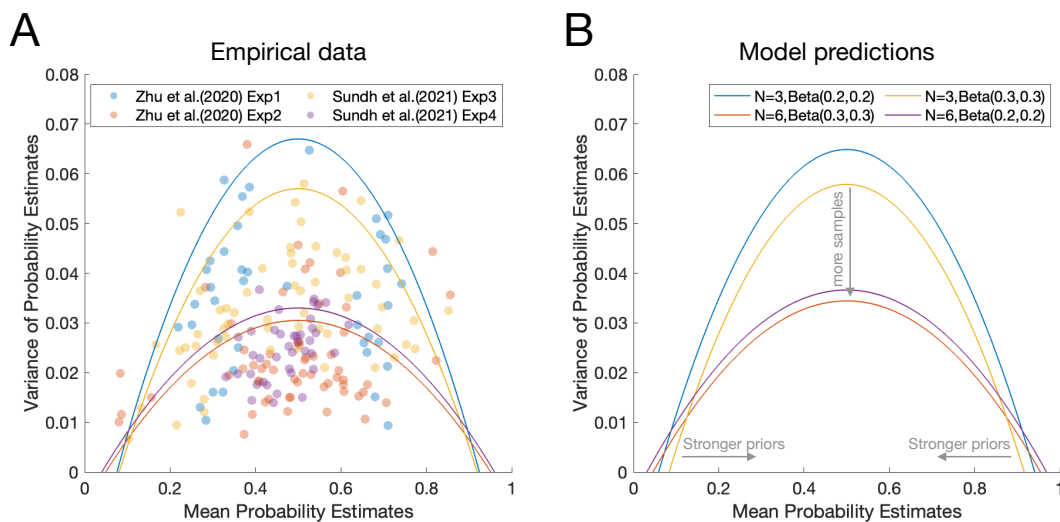 A
Empirical data
Variance of Probability Estimates
0.08
0.07
0.06
0.05
0.04
0.03
0.02
0.01
0
Zhu et al.(2020) Exp1
Sundh et al.(2021) Exp3
Zhu et al.(2020) Exp2
Sundh et al.(2021) Exp4
0
0.2
0.4
0.6
0.8
1
Mean Probability Estimates
B
Model predictions
Variance of Probability Estimates
0.08
0.07
0.06
0.05
0.04
0.03
0.02
0.01
0
N=3,Beta(0.2,0.2)
N=3,Beta(0.3,0.3)
N=6,Beta(0.3,0.3)
N=6,Beta(0.2,0.2)
more samples
Stronger priors
Stronger priors
0
0.2
0.4
0.6
0.8
1
Mean Probability Estimates